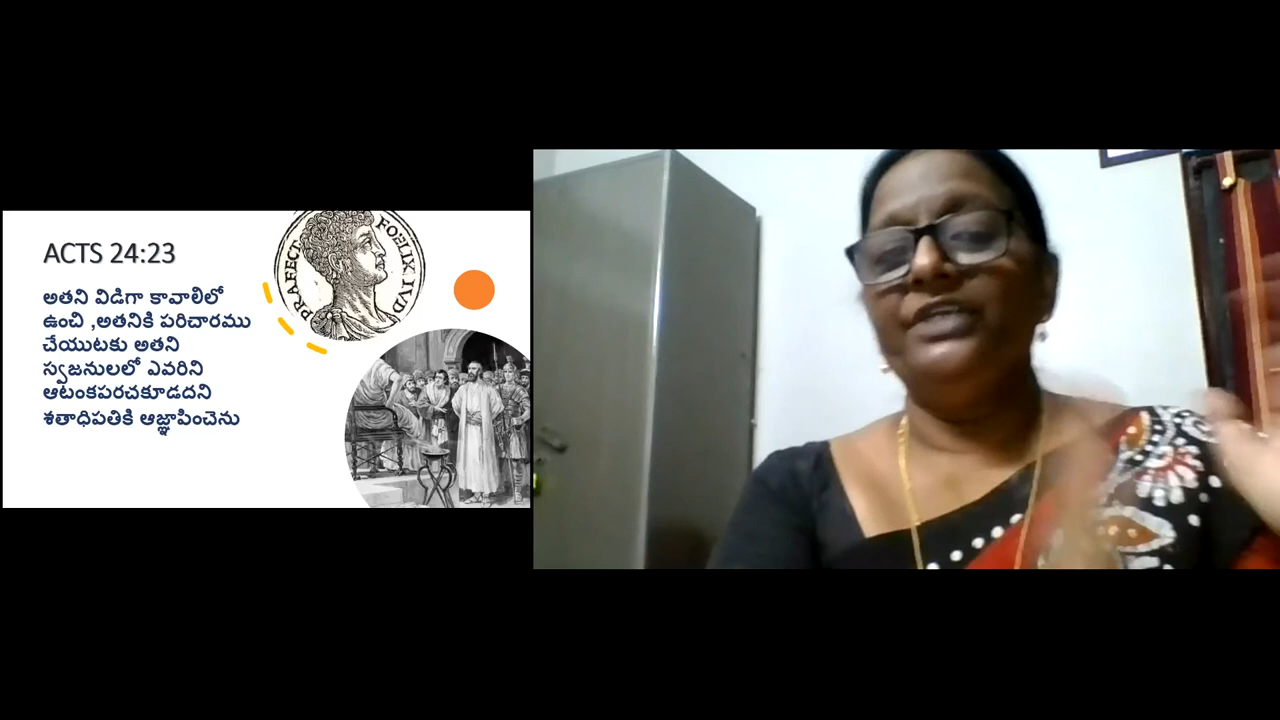 ACTS 24:23
అతని విడిగా కావాలిలో
ఉంచి ,అతనికి పరిచారము
చేయుటకు అతని
స్వజనులలో ఎవరిని
ఆటంకపరచకూడదని
శతాధిపతికి ఆజ్ఞాపించెను
PRAFECT
FOELIX.IVD